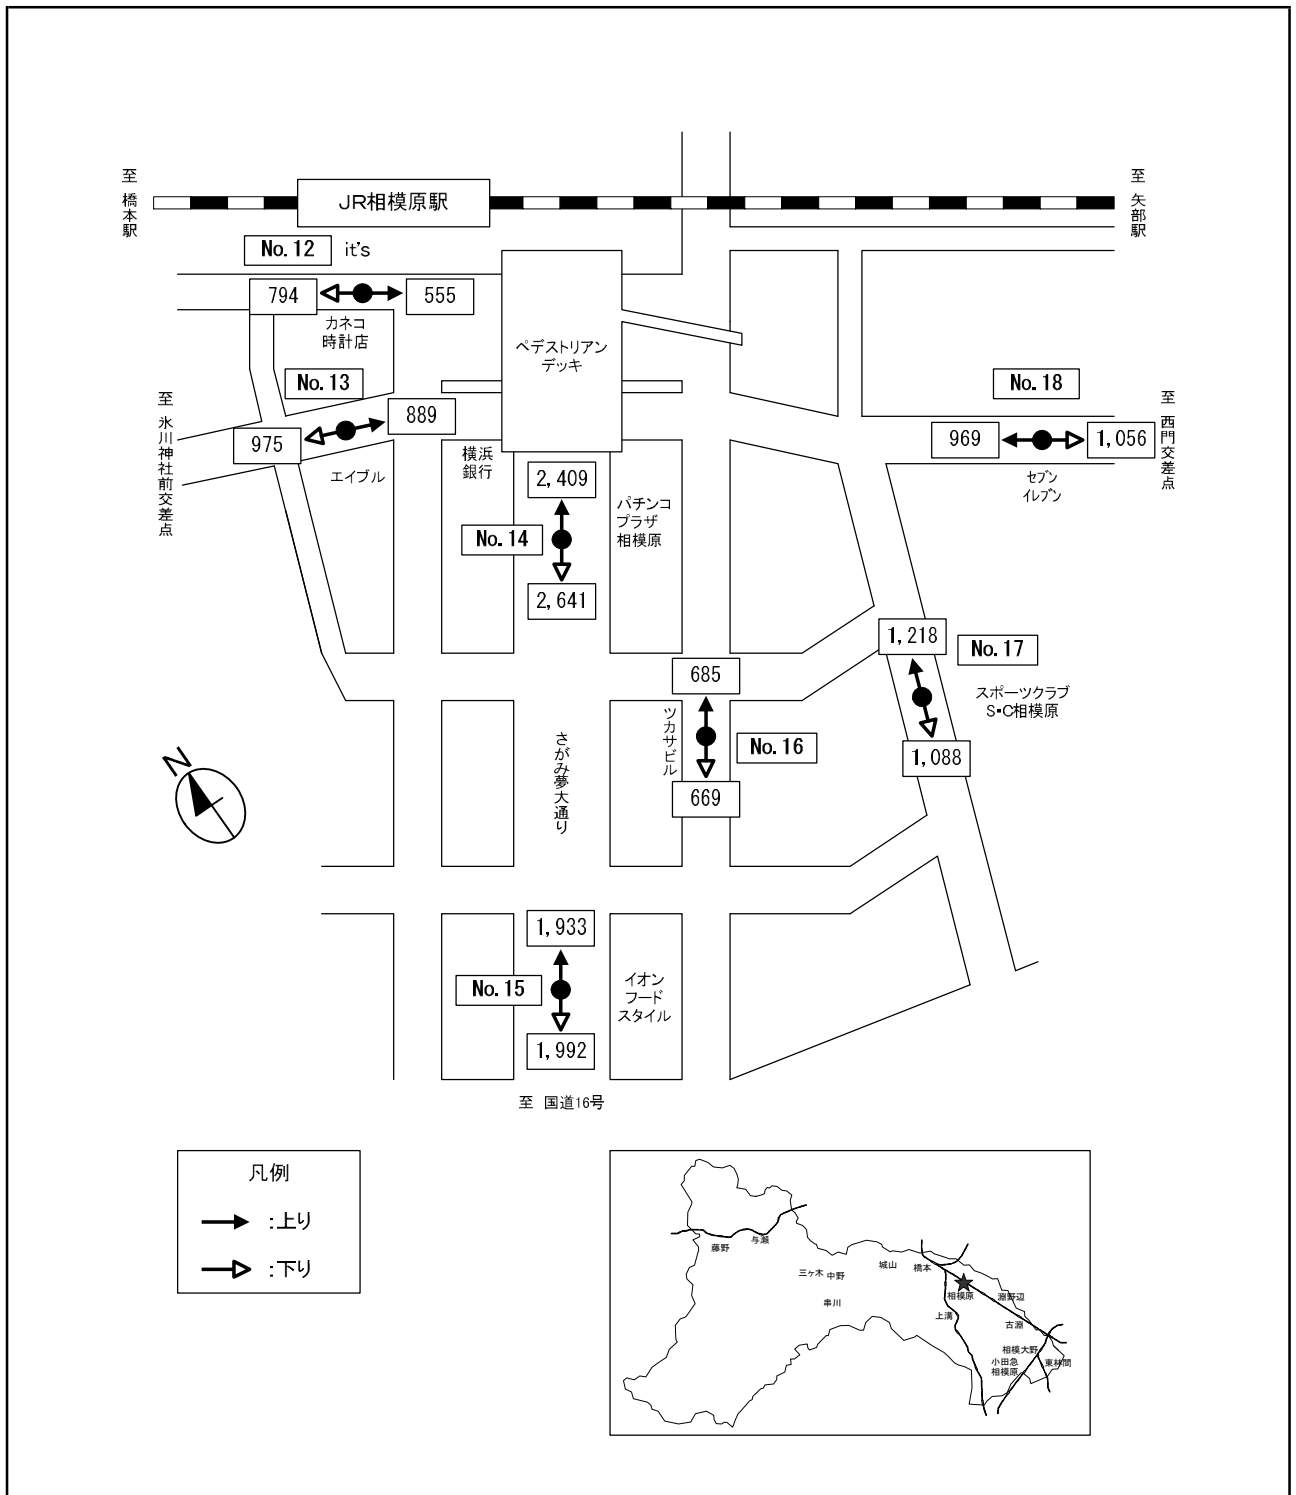 至 橋本駅
JR相模原駅
至 矢部駅
No.12
it's
794
555
カネコ
時計店
ペデストリアン
デッキ
No.13
No.18
至 氷川神社前交差点
889
975
至 西門交差点
969
1,056
エイブル
横浜
銀行
セブン
イレブン
2,409
パチンコ
プラザ
相模原
No.14
2,641
1,218
No.17
685
スポーツクラブ
S・C相模原
ツカサビル
さがみ夢大通り
No.16
1,088
669
N
1,933
No.15
イオン
フード
スタイル
1,992
至 国道16号
凡例
:上り
:下り
藤野
与瀬
三ケ木
中野
城山
橋本
串川
相模原
淵野辺
上溝
古淵
相模大野
小田急
相模原
東林間